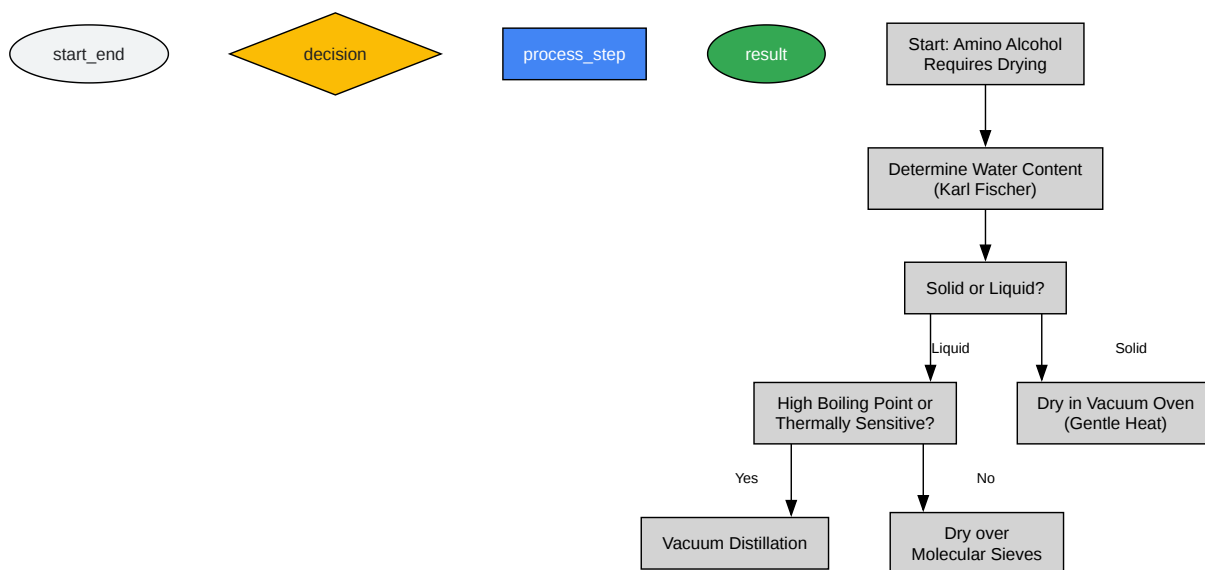 start_end
decision
process_step
result
Start: Amino Alcohol
Requires Drying
Determine Water Content
(Karl Fischer)
Solid or Liquid?
Liquid
Solid
High Boiling Point or
Thermally Sensitive?
Dry in Vacuum Oven
(Gentle Heat)
Yes
No
Vacuum Distillation
Dry over
Molecular Sieves